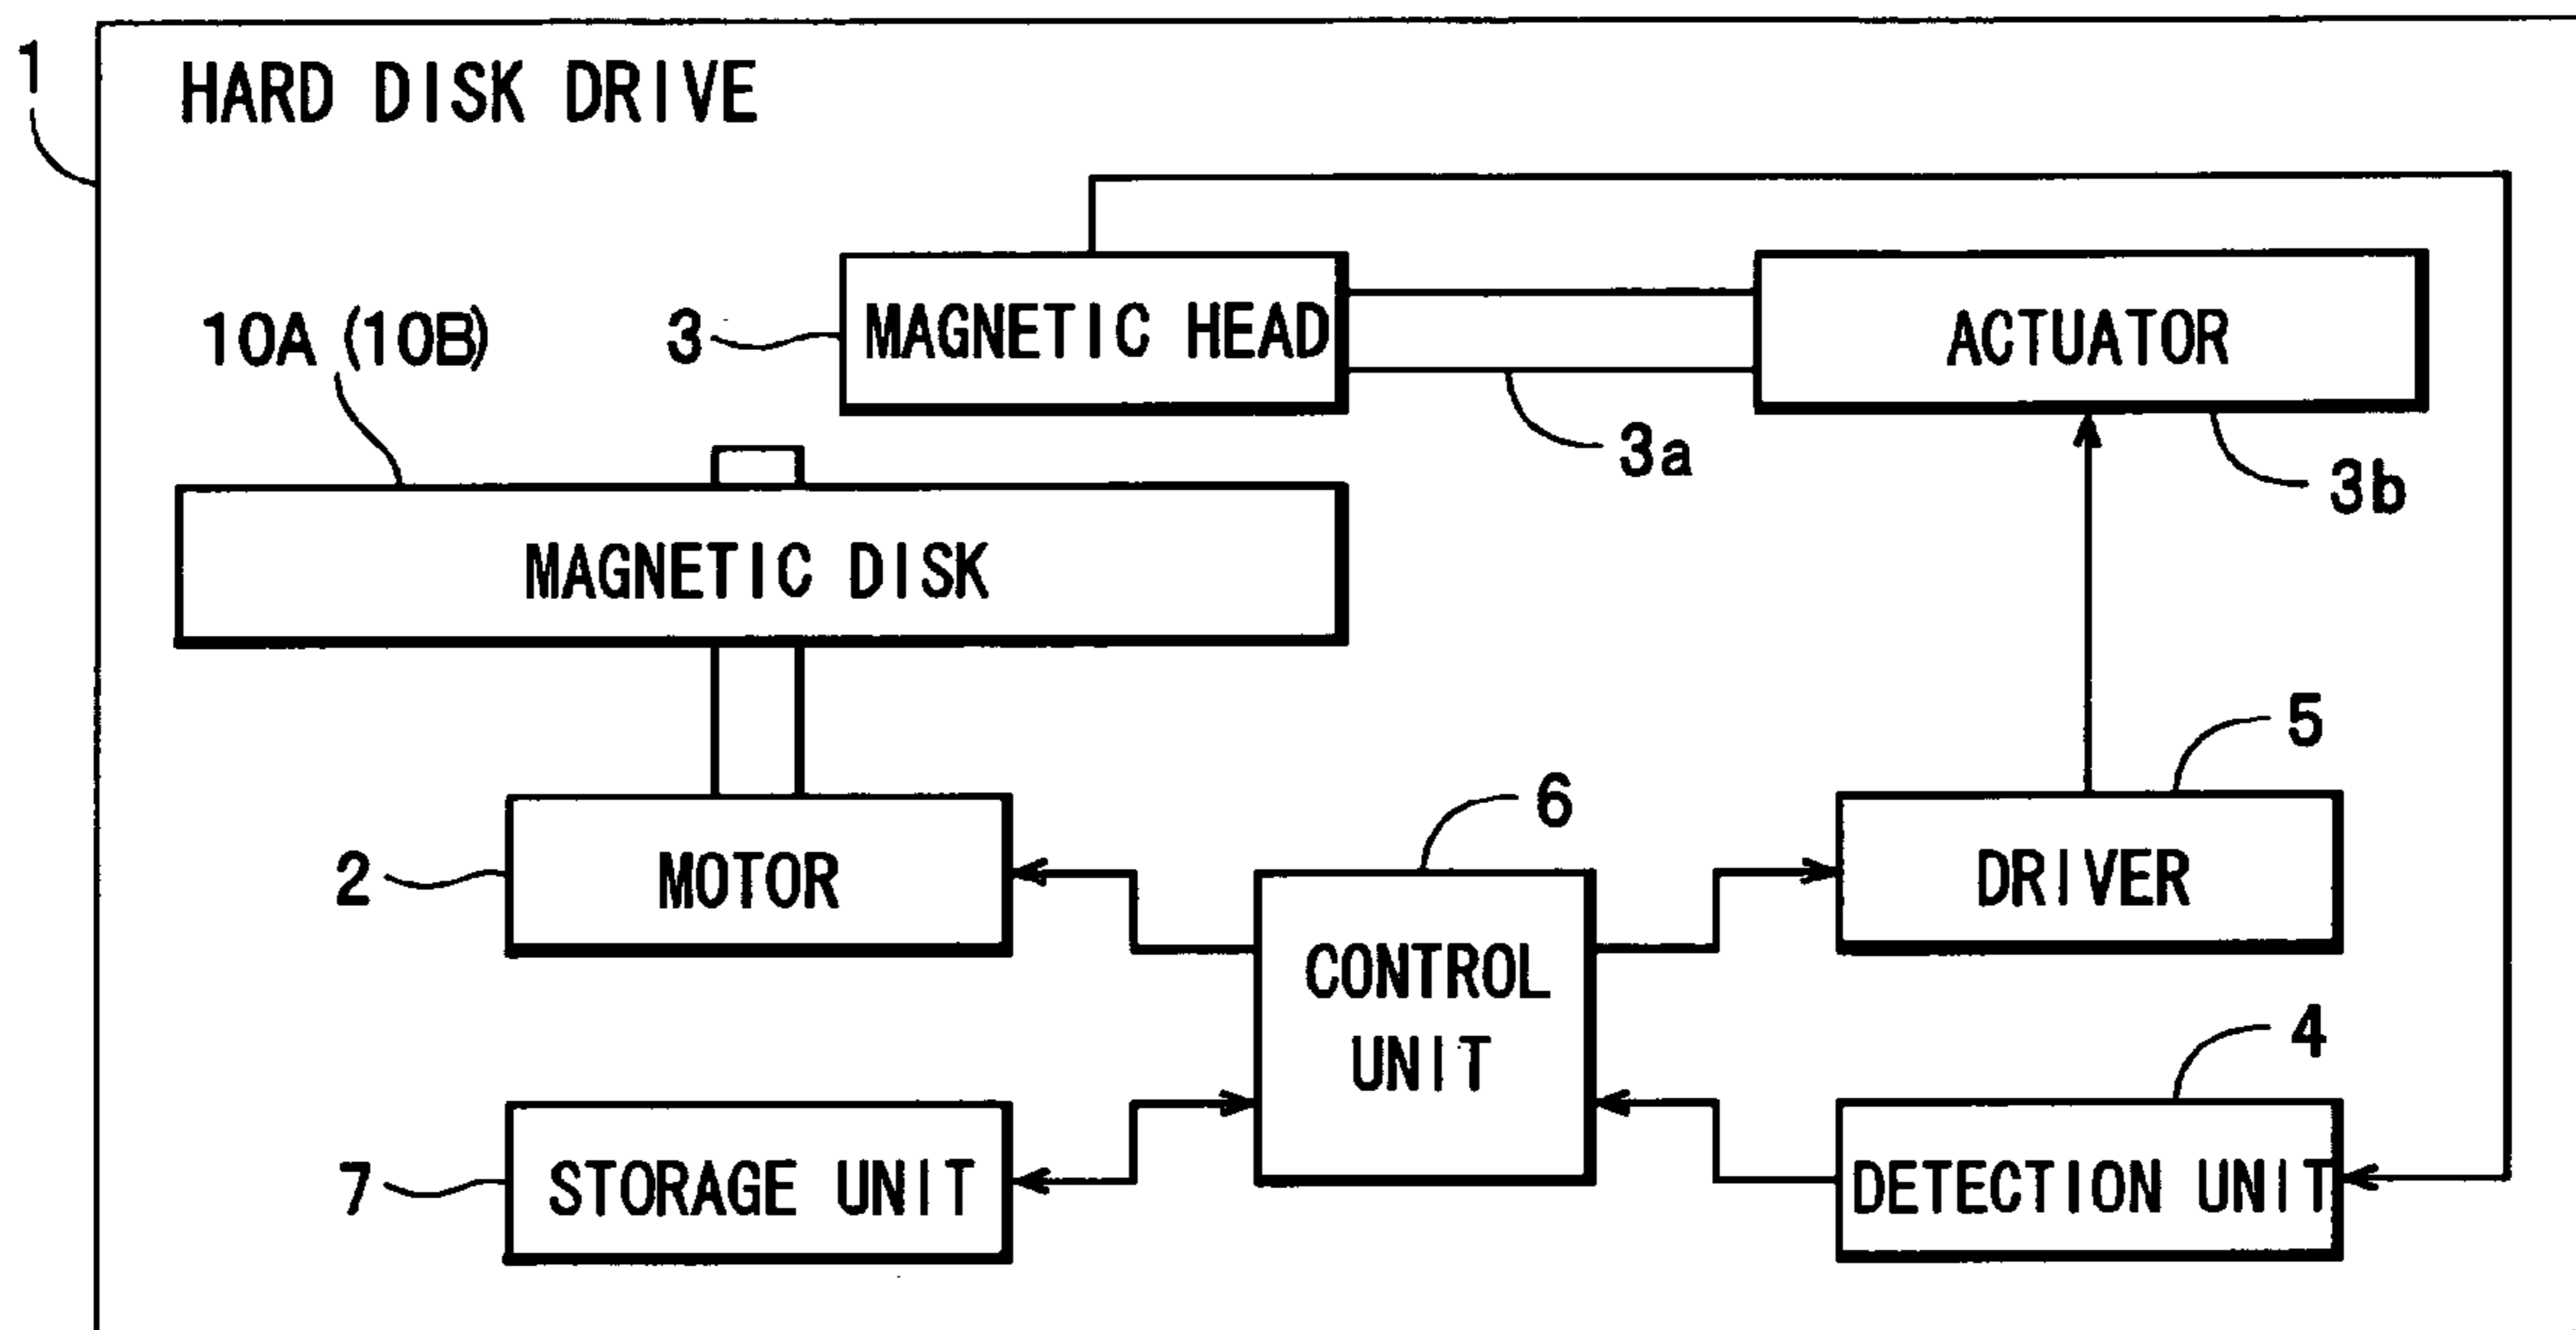 1
HARD DISK DRIVE
10A (10B)
3
MAGNETIC HEAD
ACTUATOR
3a
3b
MAGNETIC DISK
5
6
2
MOTOR
DRIVER
CONTROL
UNIT
4
7
STORAGE UNIT
DETECTION UNIT